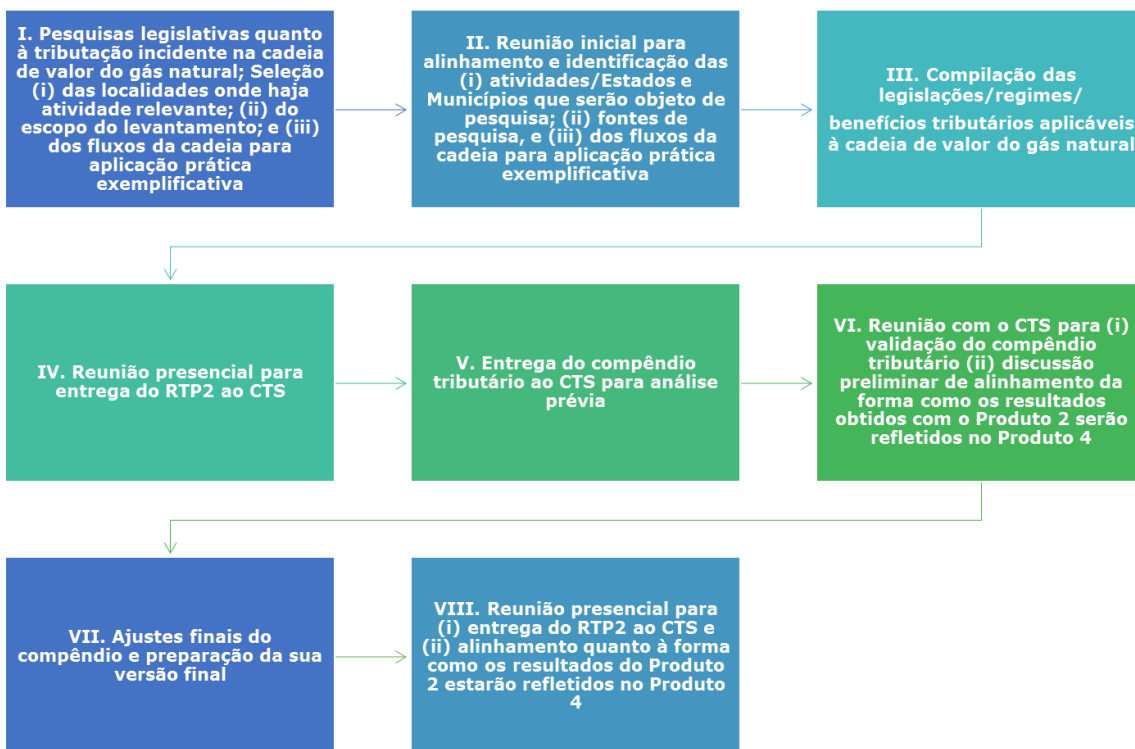 I. Pesquisas legislativas quanto
à tributação incidente na cadeia
de valor do gás natural; Seleção
(i) das localidades onde haja
atividade relevante; (ii) do
escopo do levantamento; e (iii)
dos fluxos da cadeia para
aplicação prática
exemplificativa
II. Reunião inicial para
alinhamento e identificação das
(i) atividades/Estados e
Municípios que serão objeto de
pesquisa; (ii) fontes de
pesquisa, e (iii) dos fluxos da
cadeia para aplicação prática
exemplificativa
III. Compilação das
legislações/regimes/
benefícios tributários aplicáveis
à cadeia de valor do gás natural
IV. Reunião presencial para
entrega do RTP2 ao CTS
V. Entrega do compêndio
tributário ao CTS para análise
prévia
VI. Reunião com o CTS para (i)
validação do compêndio
tributário (ii) discussão
preliminar de alinhamento da
forma como os resultados
obtidos com o Produto 2 serão
refletidos no Produto 4
VII. Ajustes finais do
compêndio e preparação da sua
versão final
VIII. Reunião presencial para
(i) entrega do RTP2 ao CTS e
(ii) alinhamento quanto à forma
como os resultados do Produto
2 estarão refletidos no Produto
4